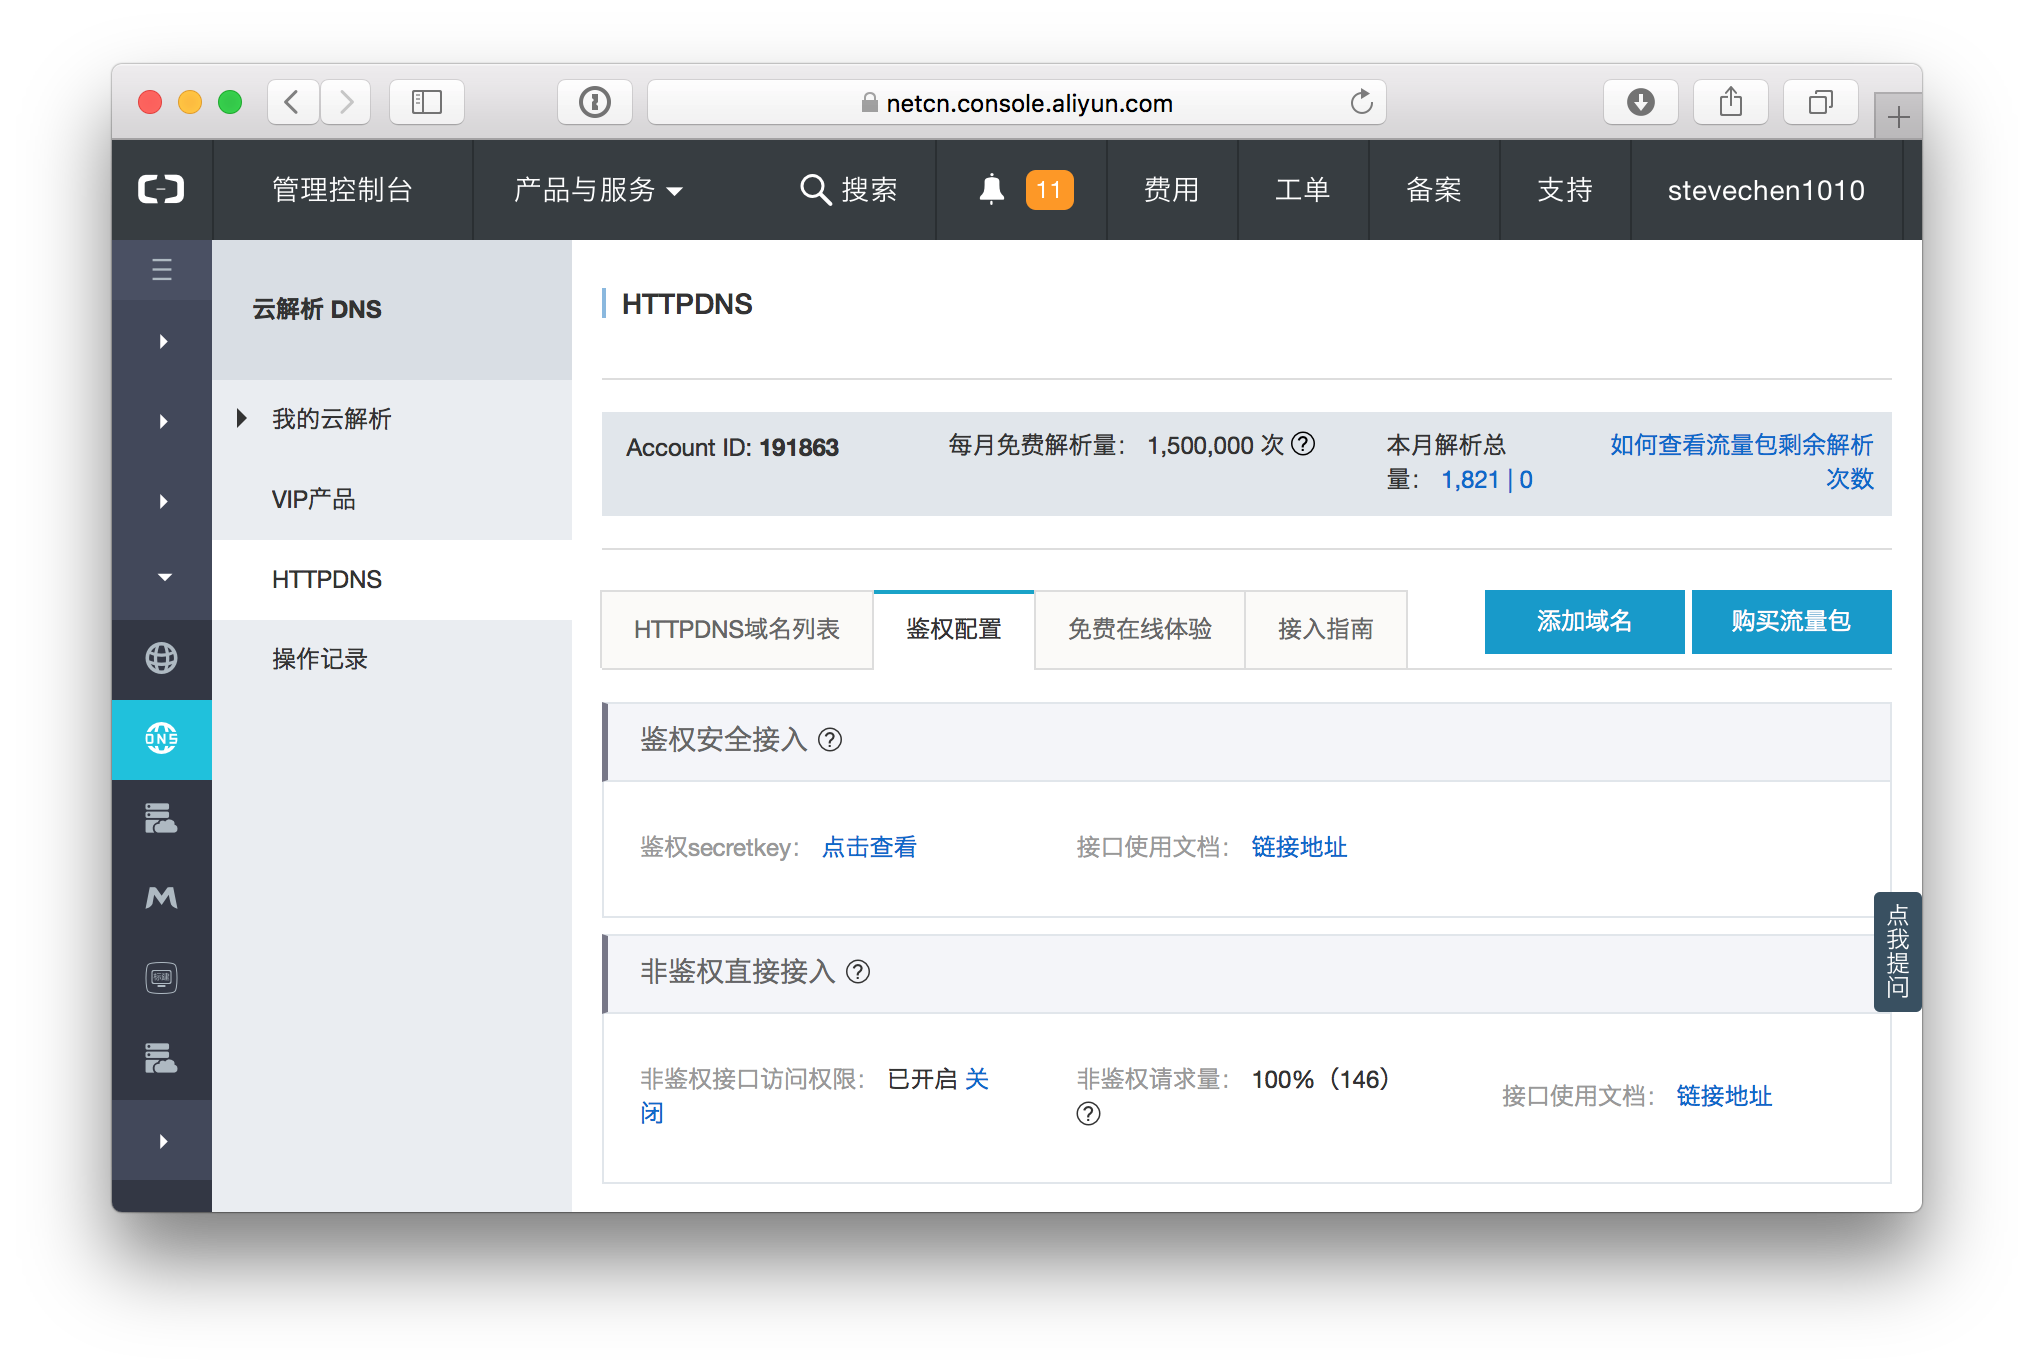 netcn.console.aliyun.com
管理控制台
产品与服务
搜索
11
费用
工单
备案
支持
stevechen1010
云解析 DNS
我的云解析
VIP产品
HTTPDNS
操作记录
DNS
标建
HTTPDNS
Account ID: 191863
每月免费解析量： 1,500,000 次
本月解析总
量： 1,821 | 0
如何查看流量包剩余解析
次数
HTTPDNS域名列表
鉴权配置
免费在线体验
接入指南
添加域名
购买流量包
鉴权安全接入
鉴权secretkey： 点击查看
接口使用文档： 链接地址
非鉴权直接接入
非鉴权接口访问权限： 已开启 关
闭
非鉴权请求量： 100%（146）
接口使用文档： 链接地址
点我提问